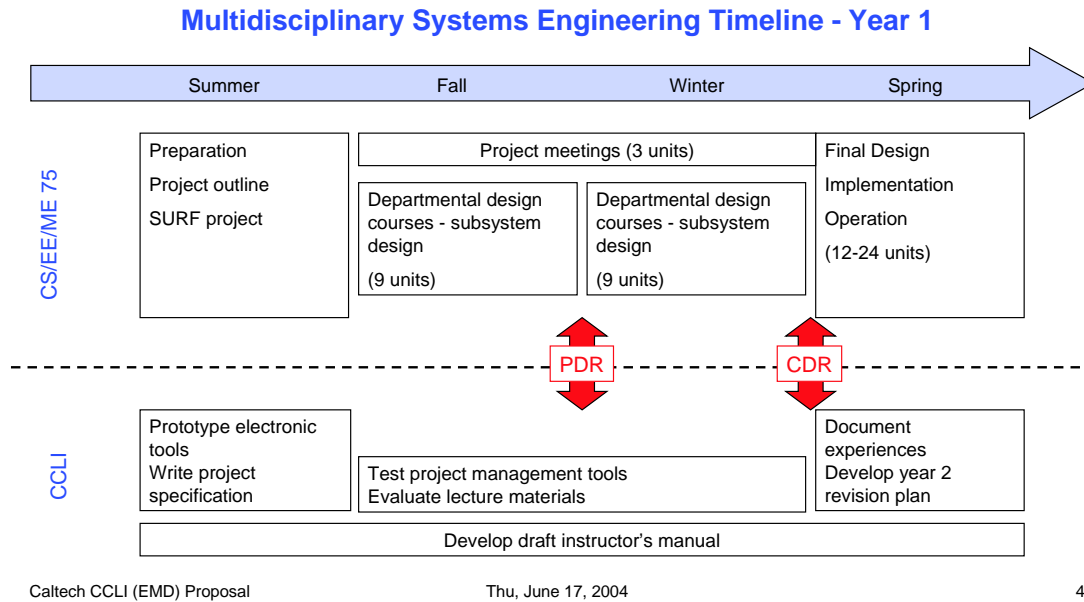 Multidisciplinary Systems Engineering Timeline - Year 1
Summer
Fall
Winter
Spring
CS/EE/ME 75
Preparation
Project outline
SURF project
Project meetings (3 units)
Departmental design
courses - subsystem
design
(9 units)
Departmental design
courses - subsystem
design
(9 units)
Final Design
Implementation
Operation
(12-24 units)
PDR
CDR
CCLI
Prototype electronic
tools
Write project
specification
Test project management tools
Evaluate lecture materials
Document
experiences
Develop year 2
revision plan
Develop draft instructor’s manual
Caltech CCLI (EMD) Proposal
Thu, June 17, 2004
4